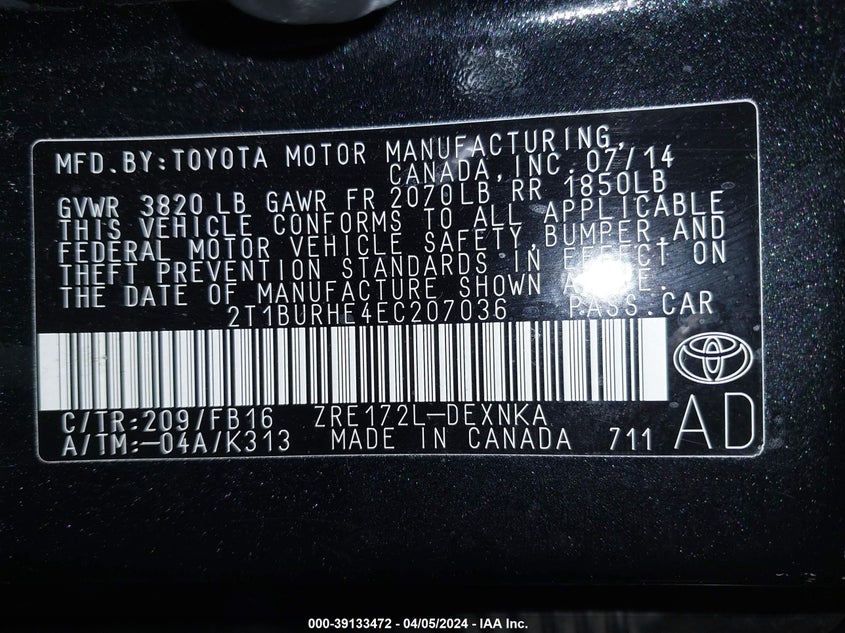 MFD.BY:TOYOTA MOTOR MANUFACTURING,
CANADA,INC. 07/14
GVWR 3820 LB GAWR FR 2070LB RR 1850LB
THIS VEHICLE CONFORMS TO ALL APPLICABLE
FEDERAL MOTOR VEHICLE SAFETY,BUMPER AND
THEFT PREVENTION STANDARDS IN EFFECT ON
THE DATE OF MANUFACTURE SHOWN
2T1BURHE4EC207036 PASS.CAR
C/TR:209/FB16 ZRE172L-DEXNKA
A/TM:-04A/K313 MADE IN CANADA 711
AD
000-39133472 - 04/05/2024 - IAA Inc.